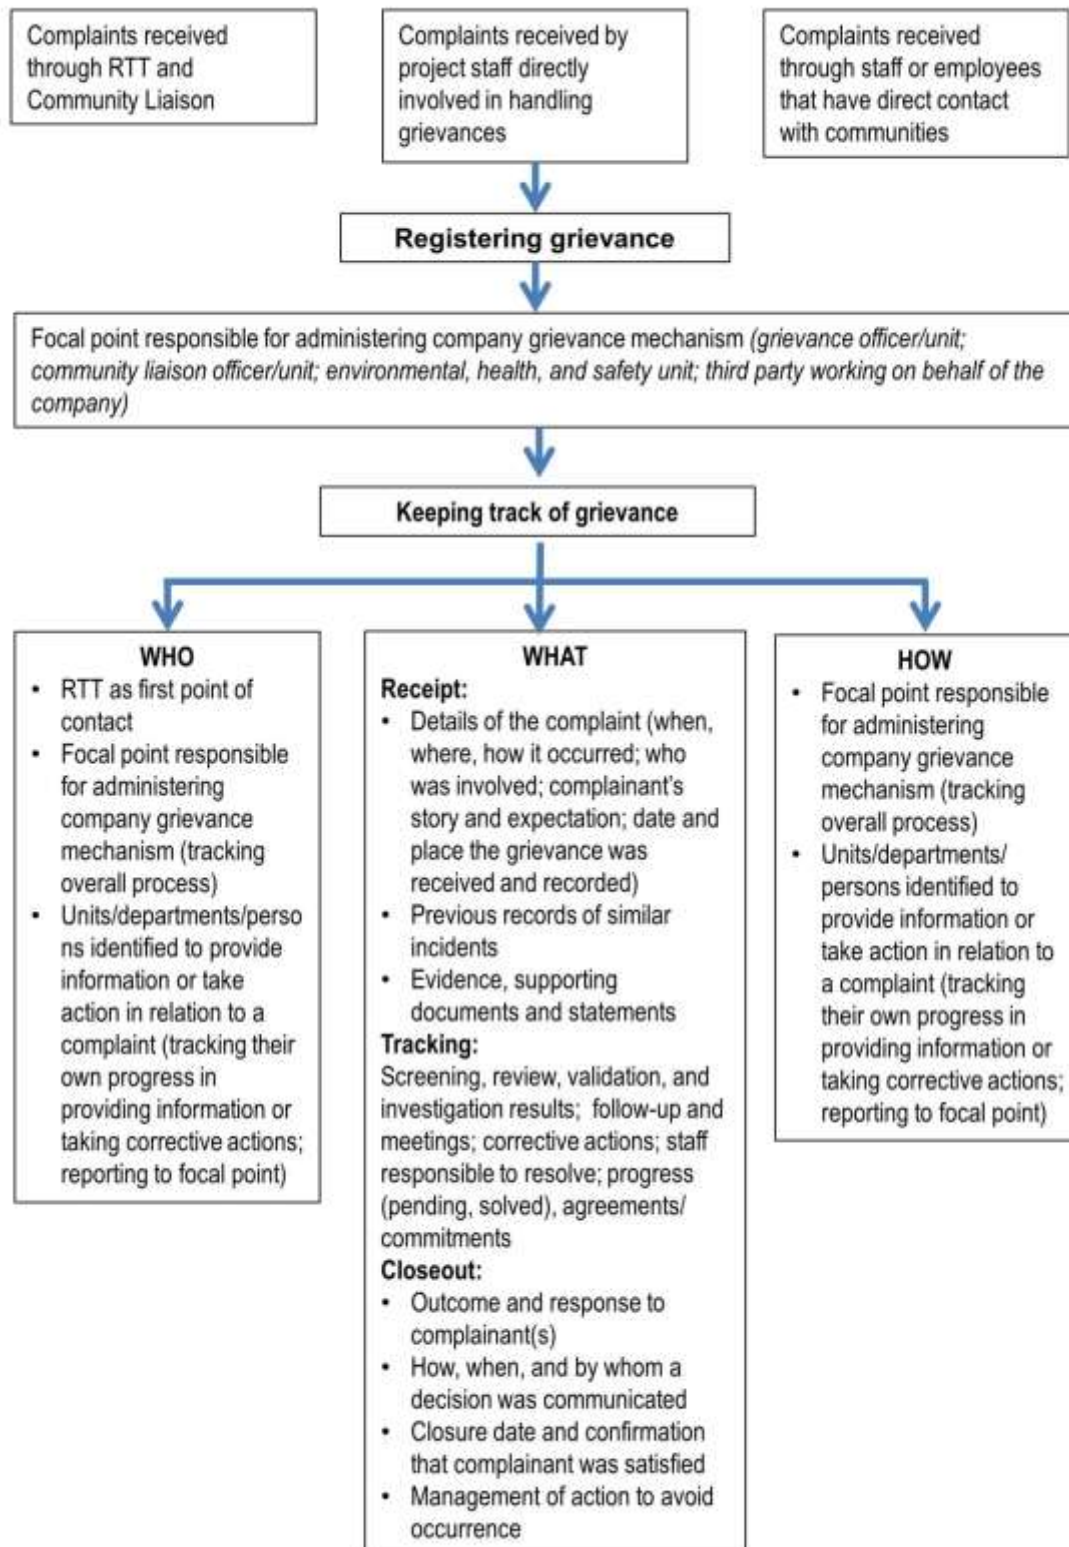 Complaints received
through RTT and
Community Liaison
Complaints received by
project staff directly
involved in handling
grievances
Complaints received
through staff or employees
that have direct contact
with communities
Registering grievance
Focal point responsible for administering company grievance mechanism (grievance officer/unit;
community liaison officer/unit; environmental, health, and safety unit; third party working on behalf of the
company)
Keeping track of grievance
WHO
• RTT as first point of
contact
• Focal point responsible
for administering
company grievance
mechanism (tracking
overall process)
• Units/departments/perso
ns identified to provide
information or take
action in relation to a
complaint (tracking their
own progress in
providing information or
taking corrective actions;
reporting to focal point)
WHAT
Receipt:
• Details of the complaint (when,
where, how it occurred; who
was involved; complainant's
story and expectation; date and
place the grievance was
received and recorded)
• Previous records of similar
incidents
• Evidence, supporting
documents and statements
Tracking:
Screening, review, validation, and
investigation results; follow-up and
meetings; corrective actions; staff
responsible to resolve; progress
(pending, solved), agreements/
commitments
Closeout:
• Outcome and response to
complainant(s)
• How, when, and by whom a
decision was communicated
• Closure date and confirmation
that complainant was satisfied
• Management of action to avoid
occurrence
HOW
• Focal point responsible
for administering
company grievance
mechanism (tracking
overall process)
• Units/departments/
persons identified to
provide information or
take action in relation to
a complaint (tracking
their own progress in
providing information or
taking corrective actions;
reporting to focal point)